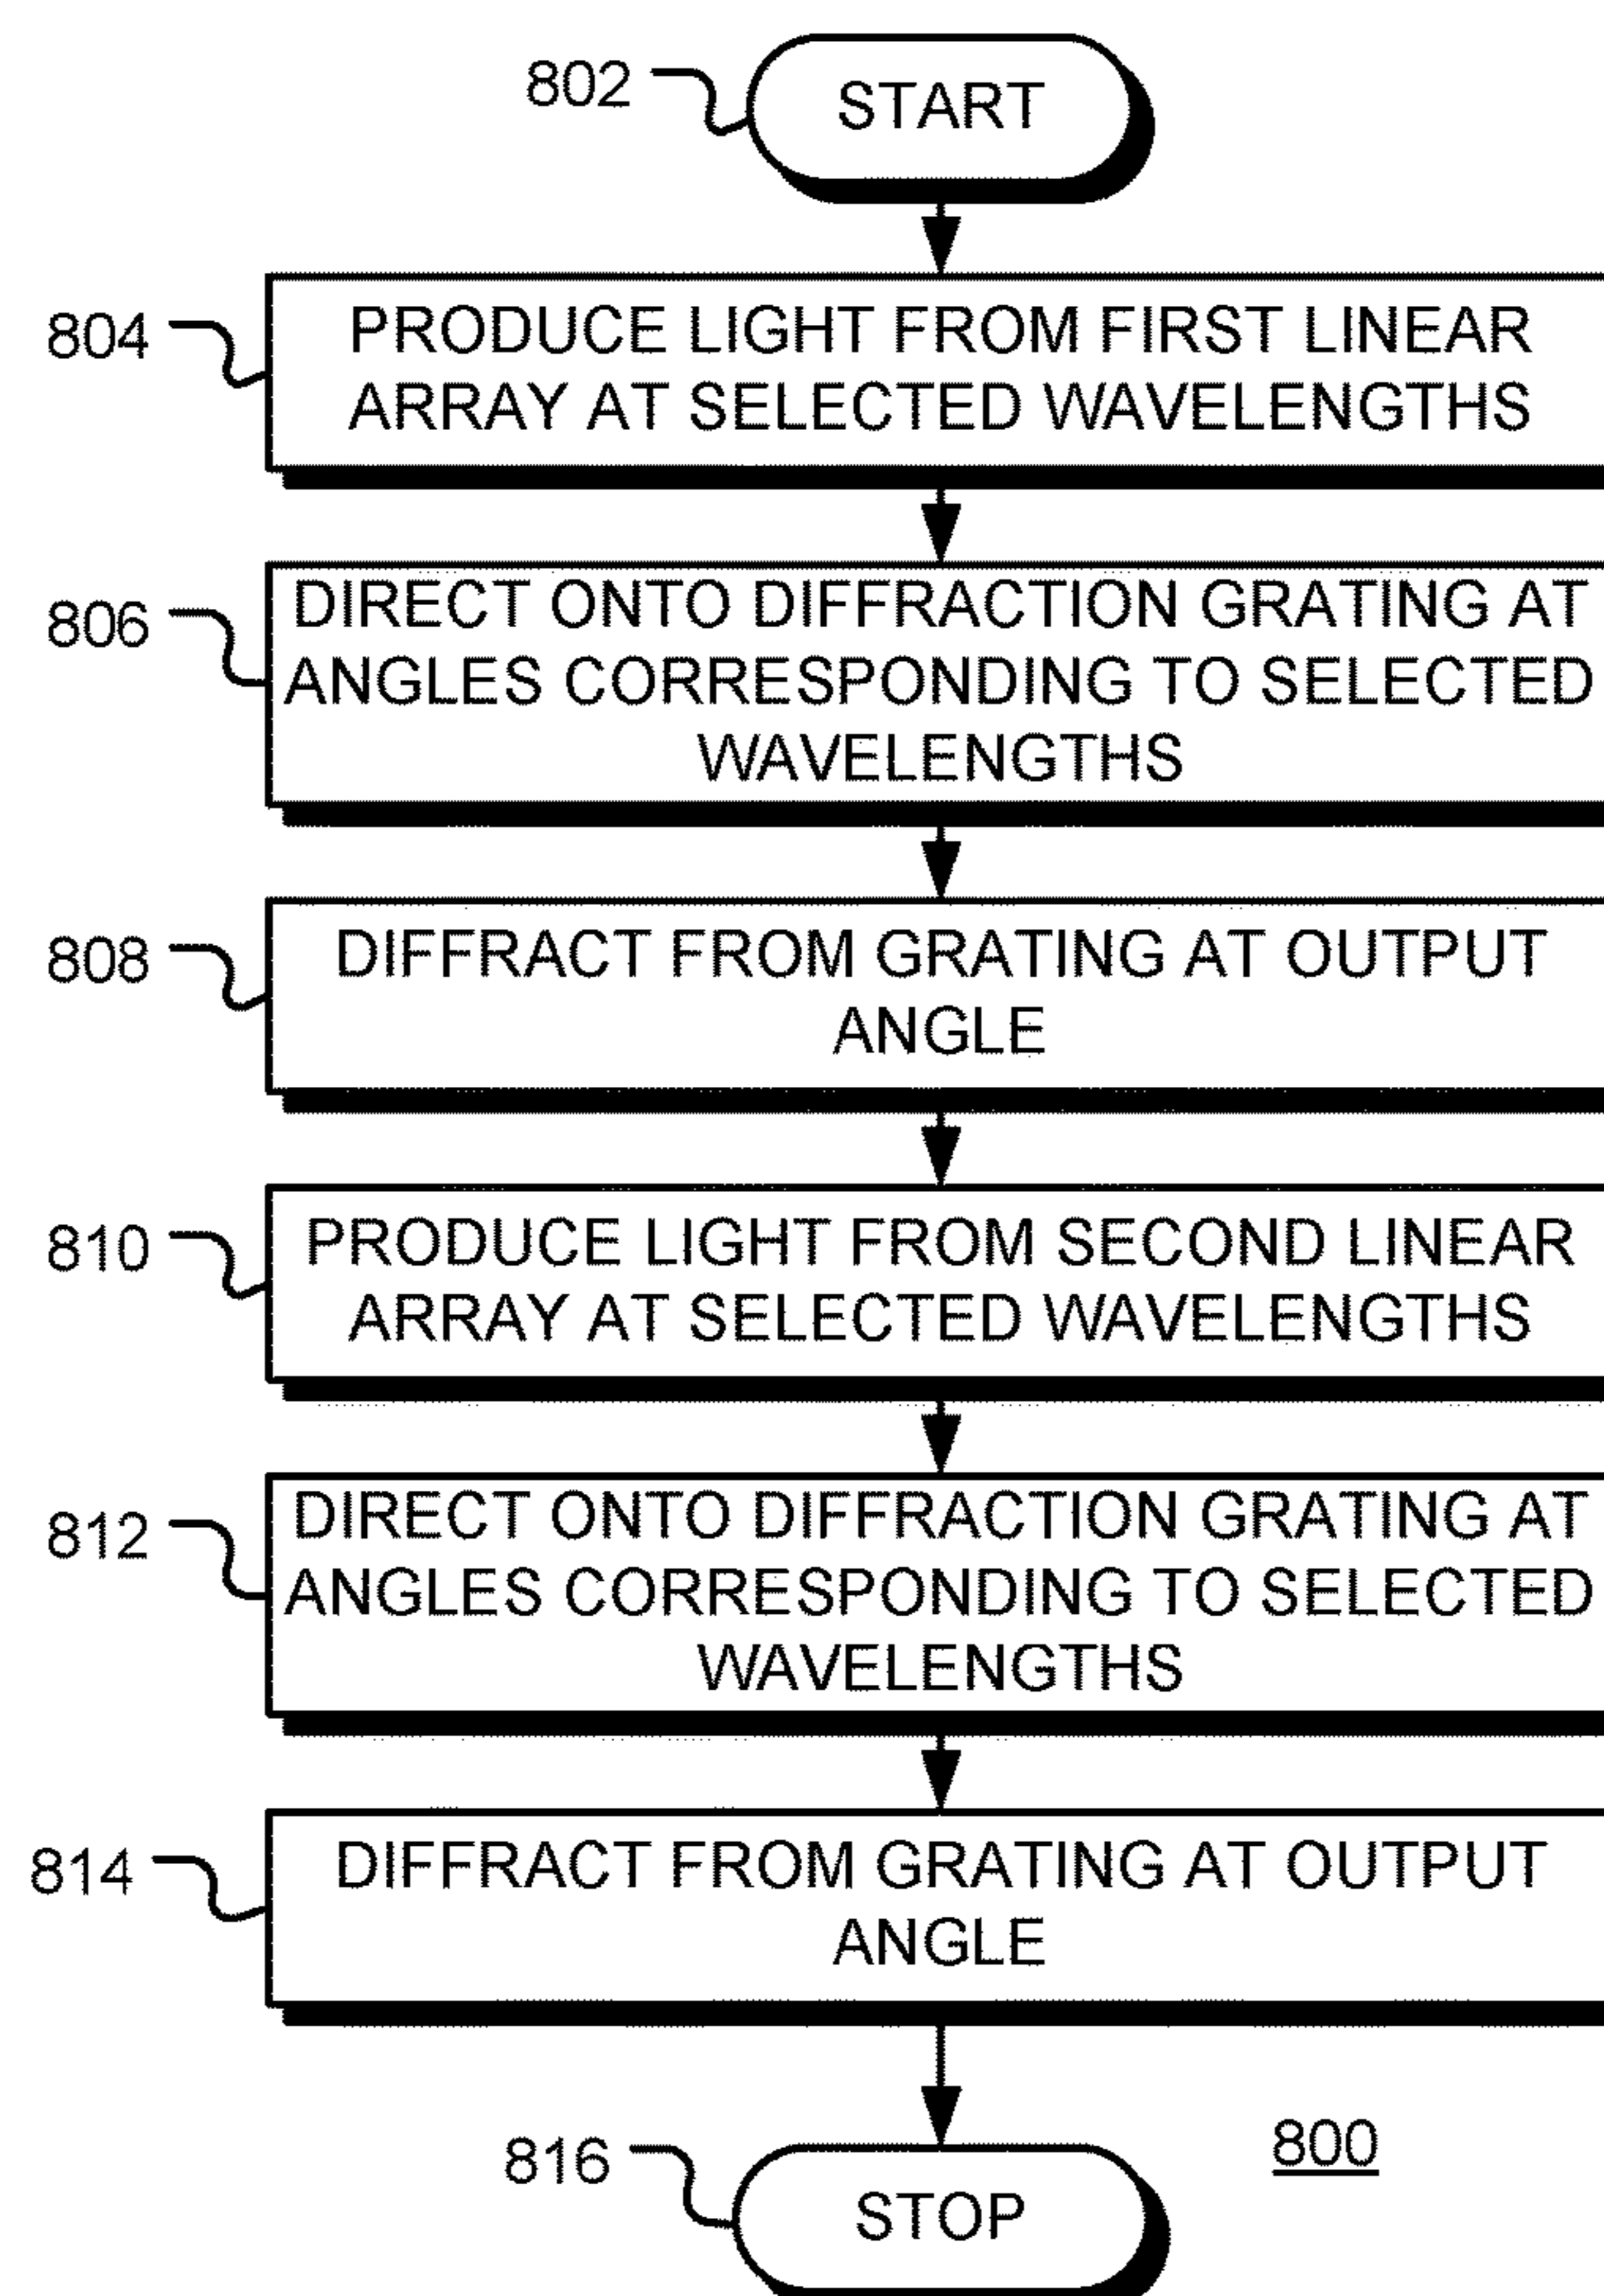 802
START
804
PRODUCE LIGHT FROM FIRST LINEAR
ARRAY AT SELECTED WAVELENGTHS
806
DIRECT ONTO DIFFRACTION GRATING AT
ANGLES CORRESPONDING TO SELECTED
WAVELENGTHS
808
DIFFRACT FROM GRATING AT OUTPUT
ANGLE
810
PRODUCE LIGHT FROM SECOND LINEAR
ARRAY AT SELECTED WAVELENGTHS
812
DIRECT ONTO DIFFRACTION GRATING AT
ANGLES CORRESPONDING TO SELECTED
WAVELENGTHS
814
DIFFRACT FROM GRATING AT OUTPUT
ANGLE
816
STOP
800